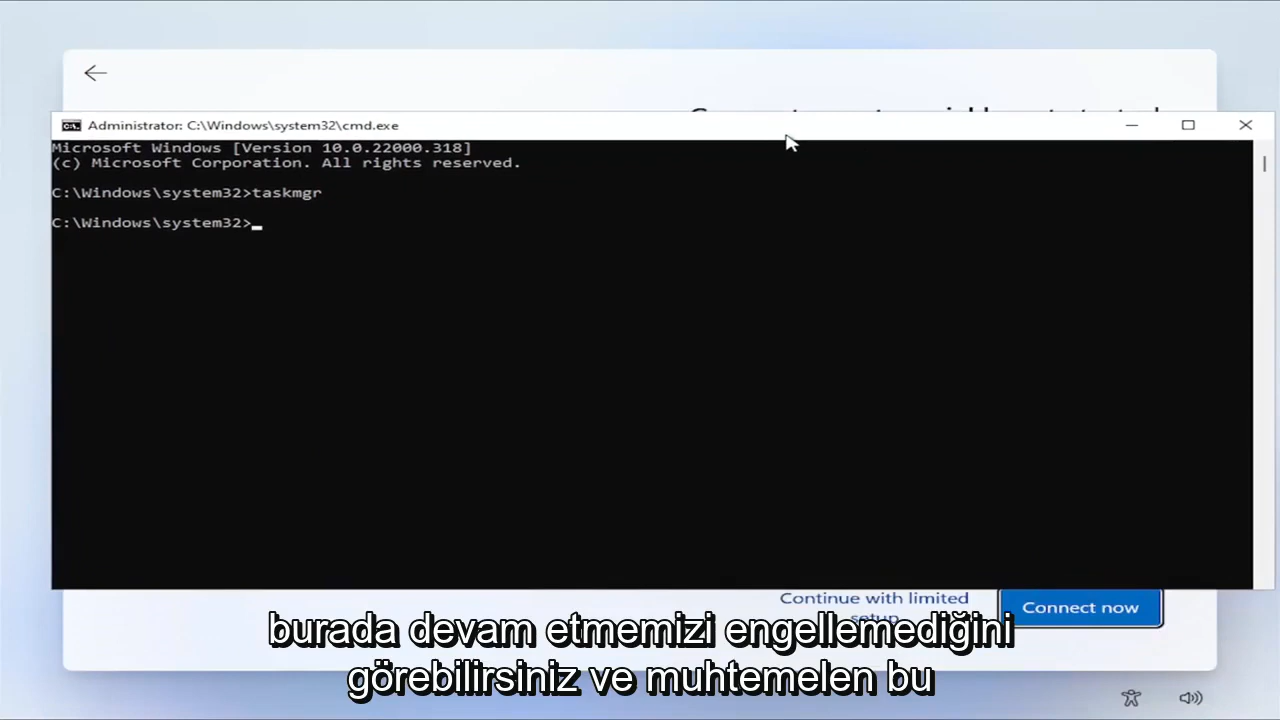 Administrator: C:\Windows\system32\cmd.exe
Microsoft Windows [Version 10.0.22000.318]
(c) Microsoft Corporation. All rights reserved.
C:\Windows\system32>taskmgr
C:\Windows\system32>
Continue with limited
setup
Connect now
burada devam etmemizi engellemediğini
görebilirsiniz ve muhtemelen bu